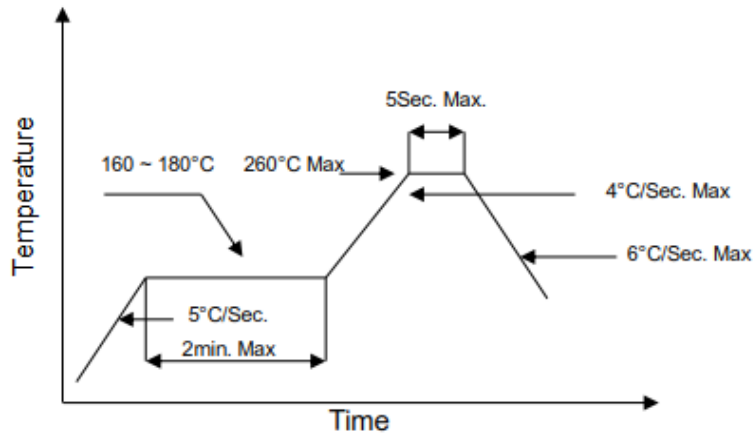 5Sec. Max.
160 ~ 180°C
260°C Max
4°C/Sec. Max
6°C/Sec. Max
5°C/Sec.
2min. Max
Temperature
Time